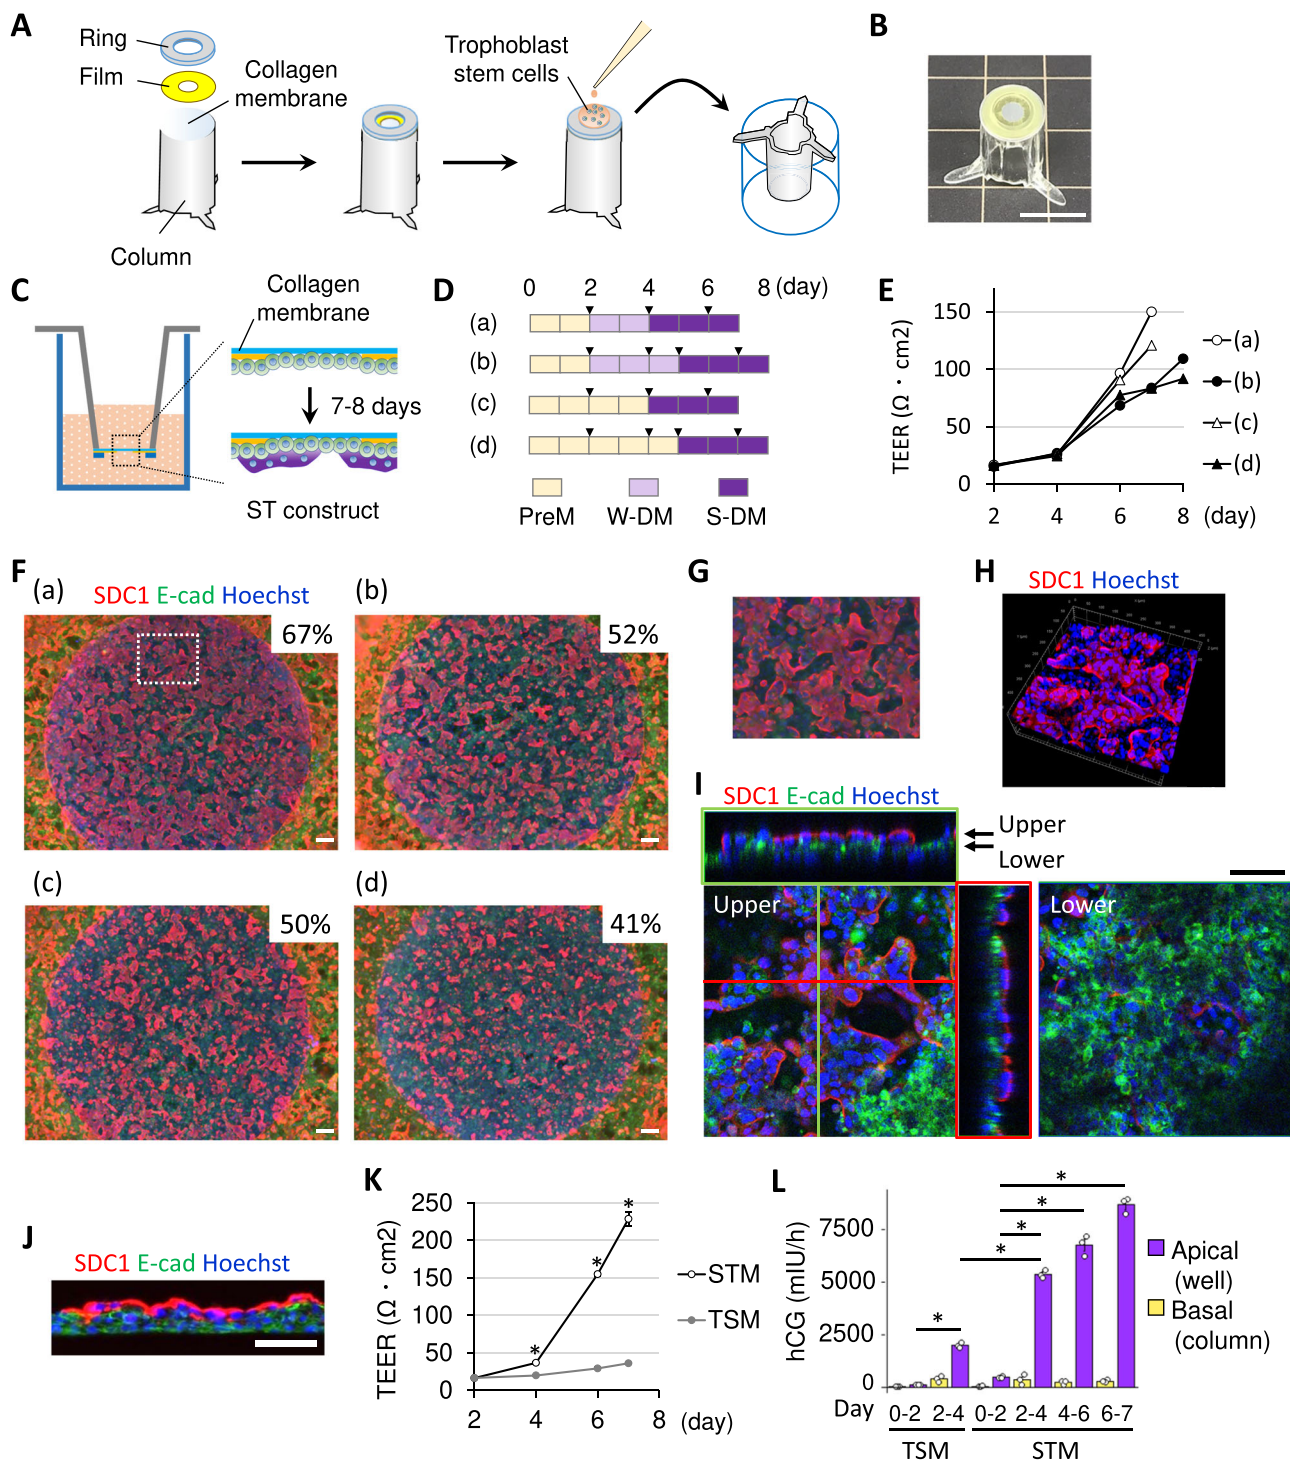 A
Ring
Film
Collagen
membrane
Column
Trophoblast
stem cells
B
C
Collagen
membrane
7-8 days
ST construct
D
0 2 4 6 8 (day)
(a)
(b)
(c)
(d)
PreM W-DM S-DM
E
TEER (Ω・cm2)
150
100
50
0
2 4 6 8 (day)
(a)
(b)
(c)
(d)
F
(a)
SDC1 E-cad Hoechst
67%
(b)
52%
(c)
50%
(d)
41%
G
H
SDC1 Hoechst
I
SDC1 E-cad Hoechst
Upper
Lower
Upper
Lower
J
SDC1 E-cad Hoechst
K
TEER (Ω・cm2)
250
200
150
100
50
0
2 4 6 8 (day)
* * *
STM
TSM
L
hCG (mIU/h)
7500
5000
2500
0
* * * * *
Apical
(well)
Basal
(column)
Day 0-2 2-4 0-2 2-4 4-6 6-7
TSM STM